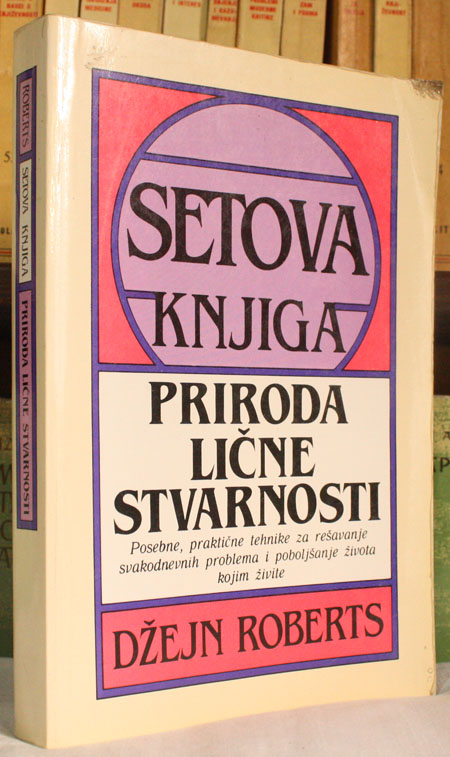 SETOVA
KNJIGA
PRIRODA
LIČNE
STVARNOSTI
Posebne, praktične tehnike za rešavanje
svakodnevnih problema i poboljšanje života
kojim živite
DŽEJN ROBERTS
ROBERTS
SETOVA KNJIGA
PRIRODA LIČNE STVARNOSTI